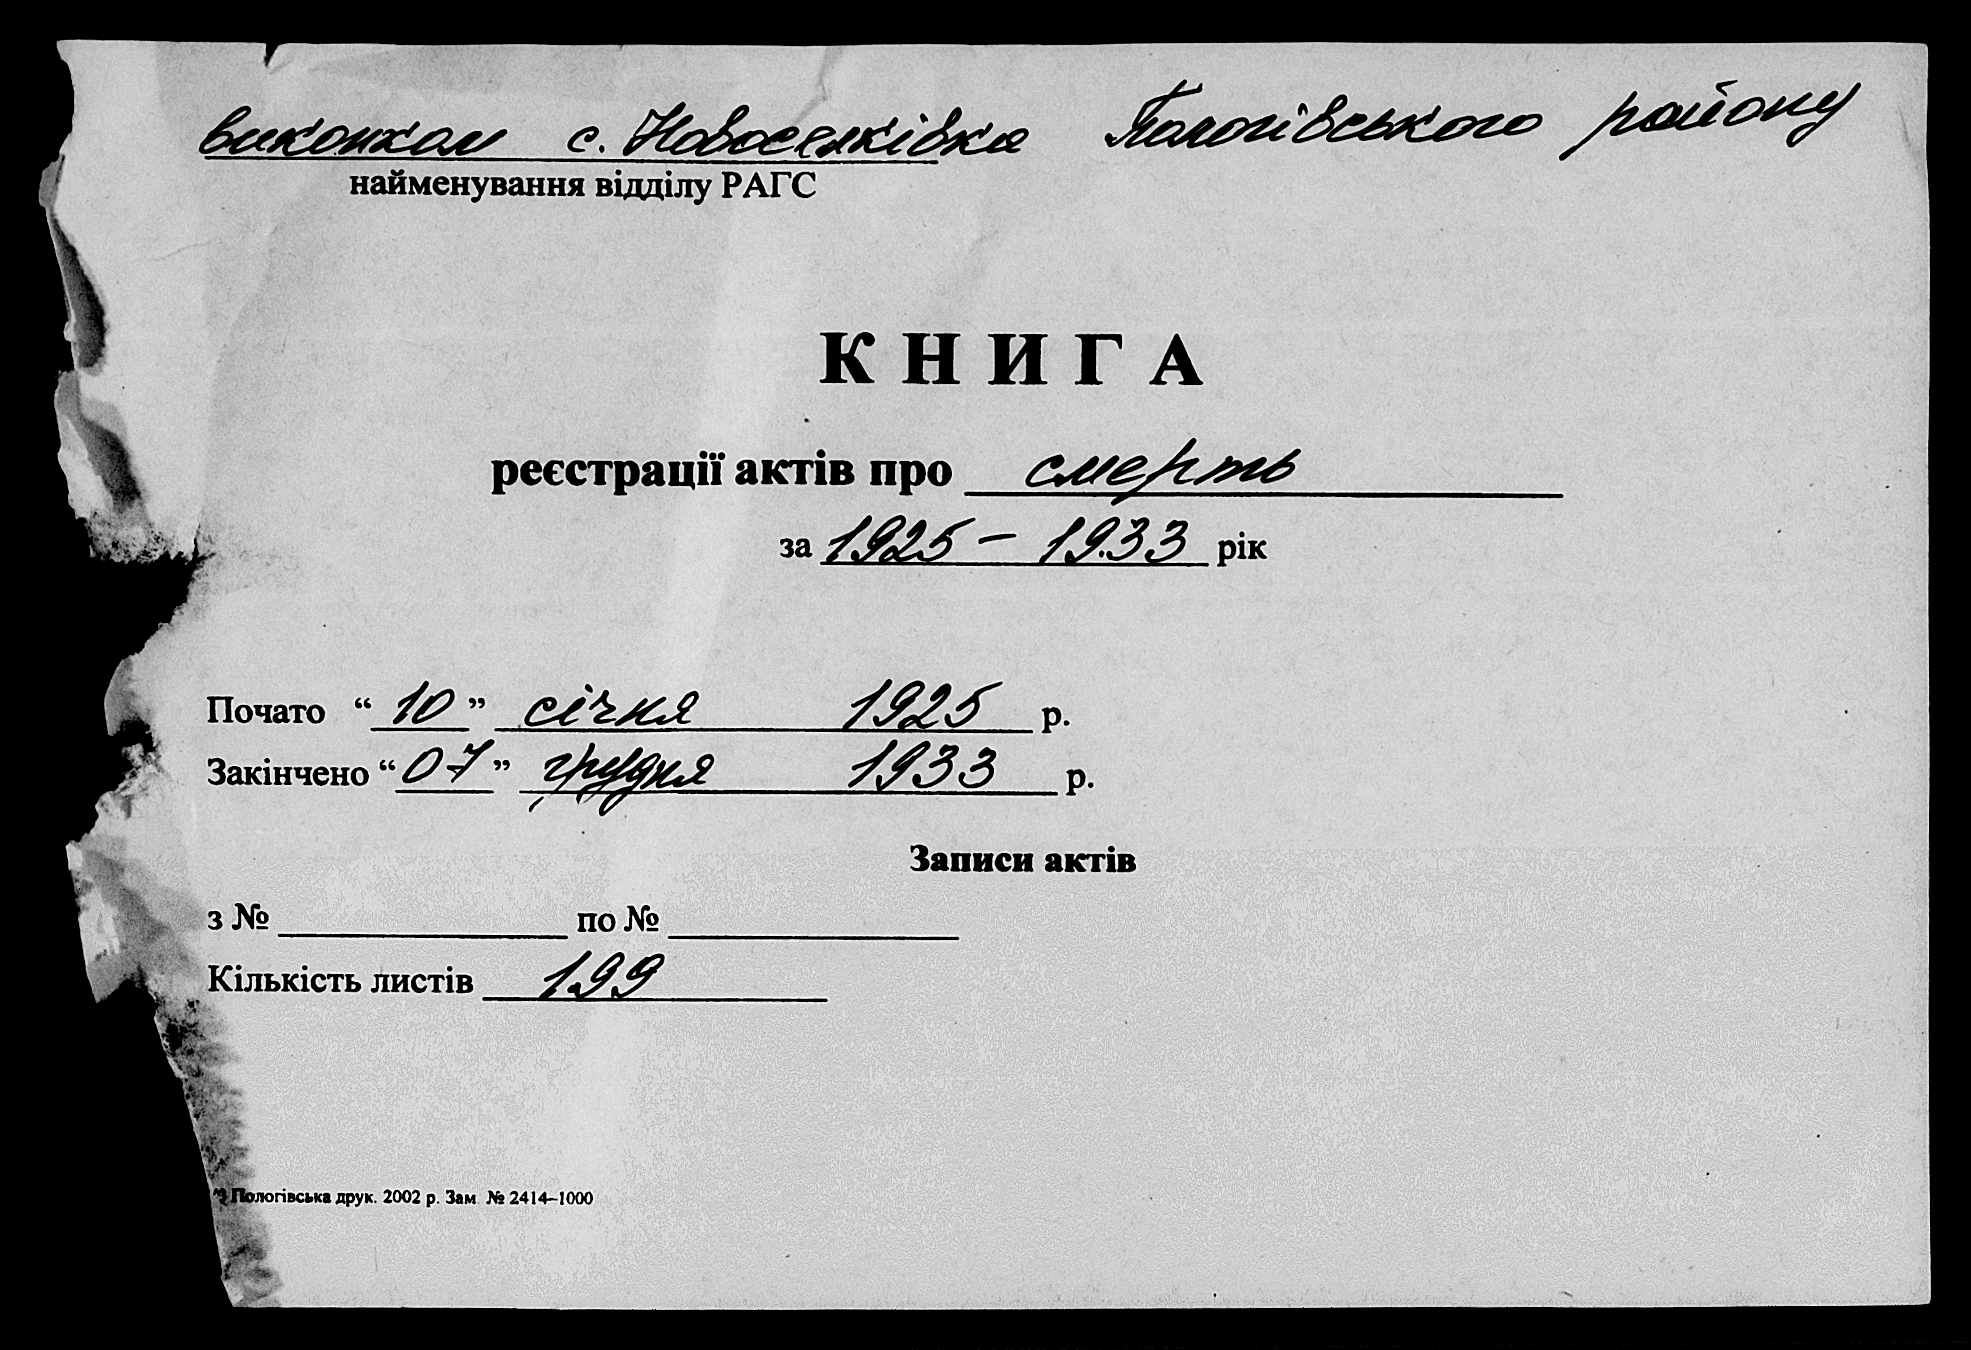 виконком с. Новоселківка Пологівського району
найменування відділу РАГС
КНИГА
реєстрації актів про смерть
за 1925 – 1933 рік
Почато “10” січня 1925 р.
Закінчено “07” грудня 1933 р.
Записи актів
з № по №
Кількість листів 199
Пологівська друк. 2002 р. Зам № 2414–1000